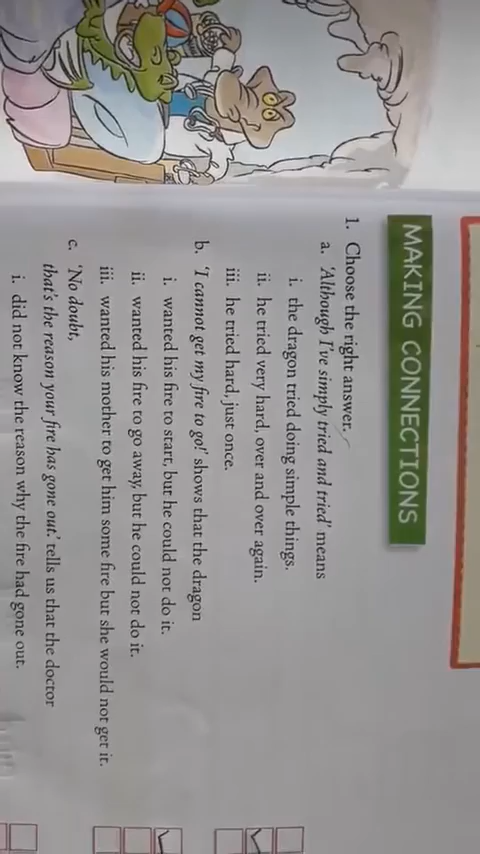 MAKING CONNECTIONS
1. Choose the right answer.
a. 'Although I've simply tried and tried' means
i. the dragon tried doing simple things.
ii. he tried very hard, over and over again.
iii. he tried hard, just once.
b. 'I cannot get my fire to go!' shows that the dragon
i. wanted his fire to start, but he could not do it.
ii. wanted his fire to go away, but he could not do it.
iii. wanted his mother to get him some fire but she would not get it.
c. 'No doubt,
that's the reason your fire has gone out.' tells us that the doctor
i. did not know the reason why the fire had gone out.